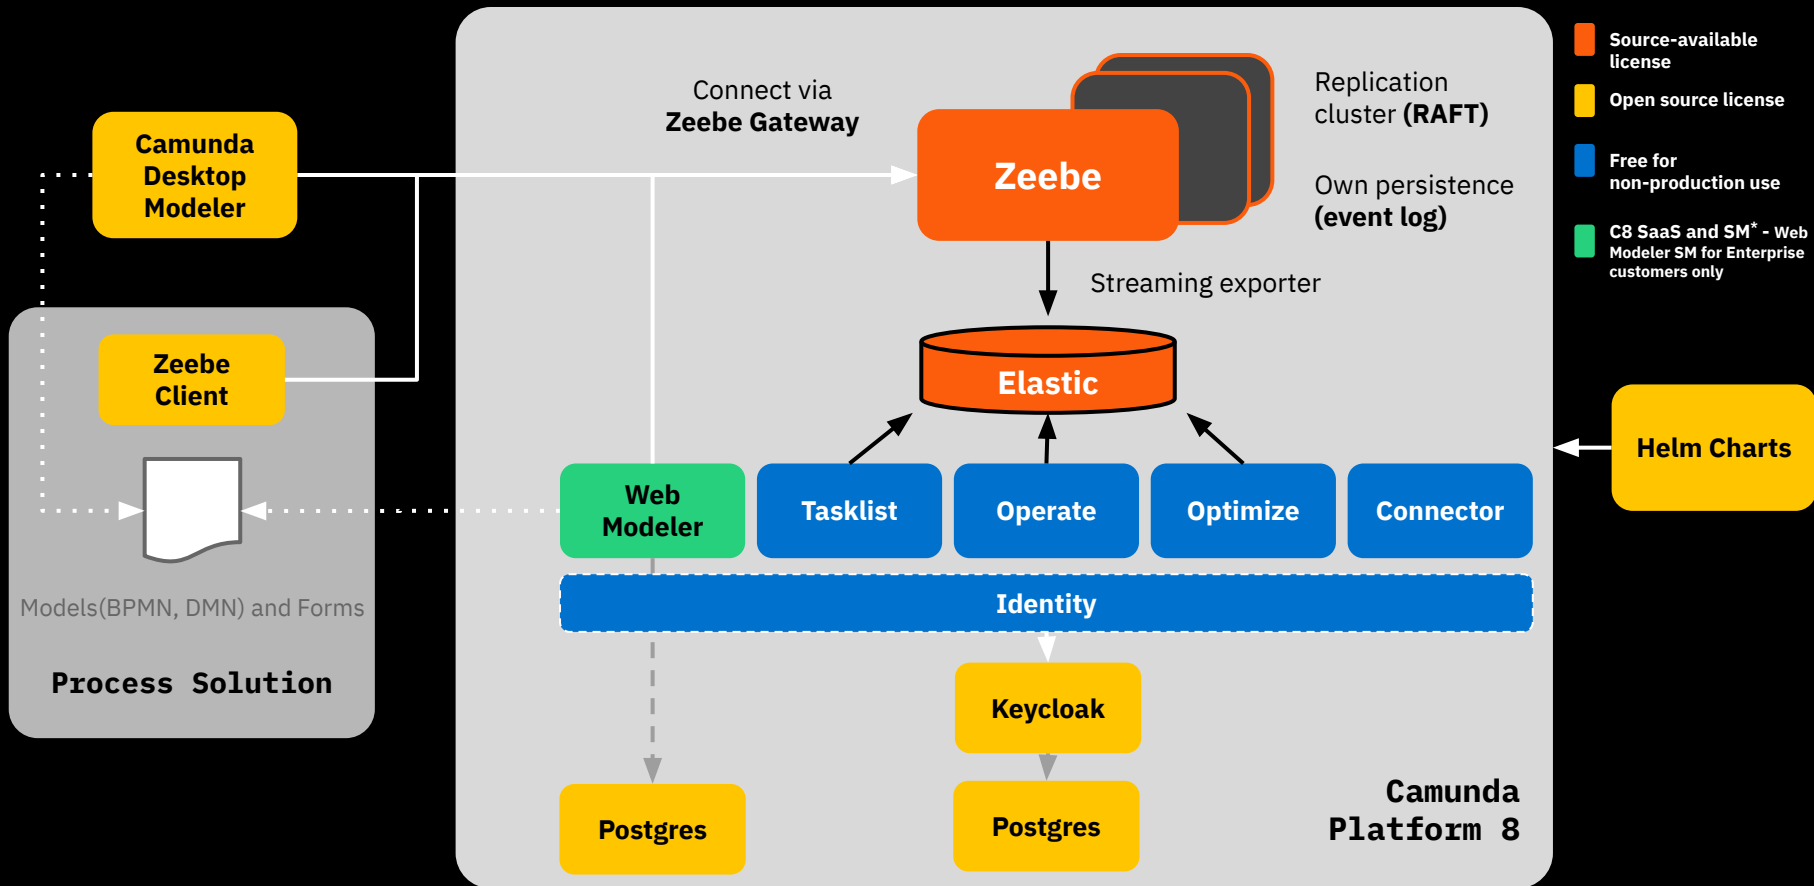 Camunda
Desktop
Modeler
Connect via
Zeebe Gateway
Zeebe
Replication
cluster (RAFT)
Own persistence
(event log)
Source-available
license
Open source license
Free for
non-production use
C8 SaaS and SM* - Web
Modeler SM for Enterprise
customers only
Streaming exporter
Elastic
Zeebe
Client
Models(BPMN, DMN) and Forms
Process Solution
Web
Modeler
Tasklist
Operate
Optimize
Connector
Helm Charts
Identity
Keycloak
Postgres
Postgres
Camunda
Platform 8